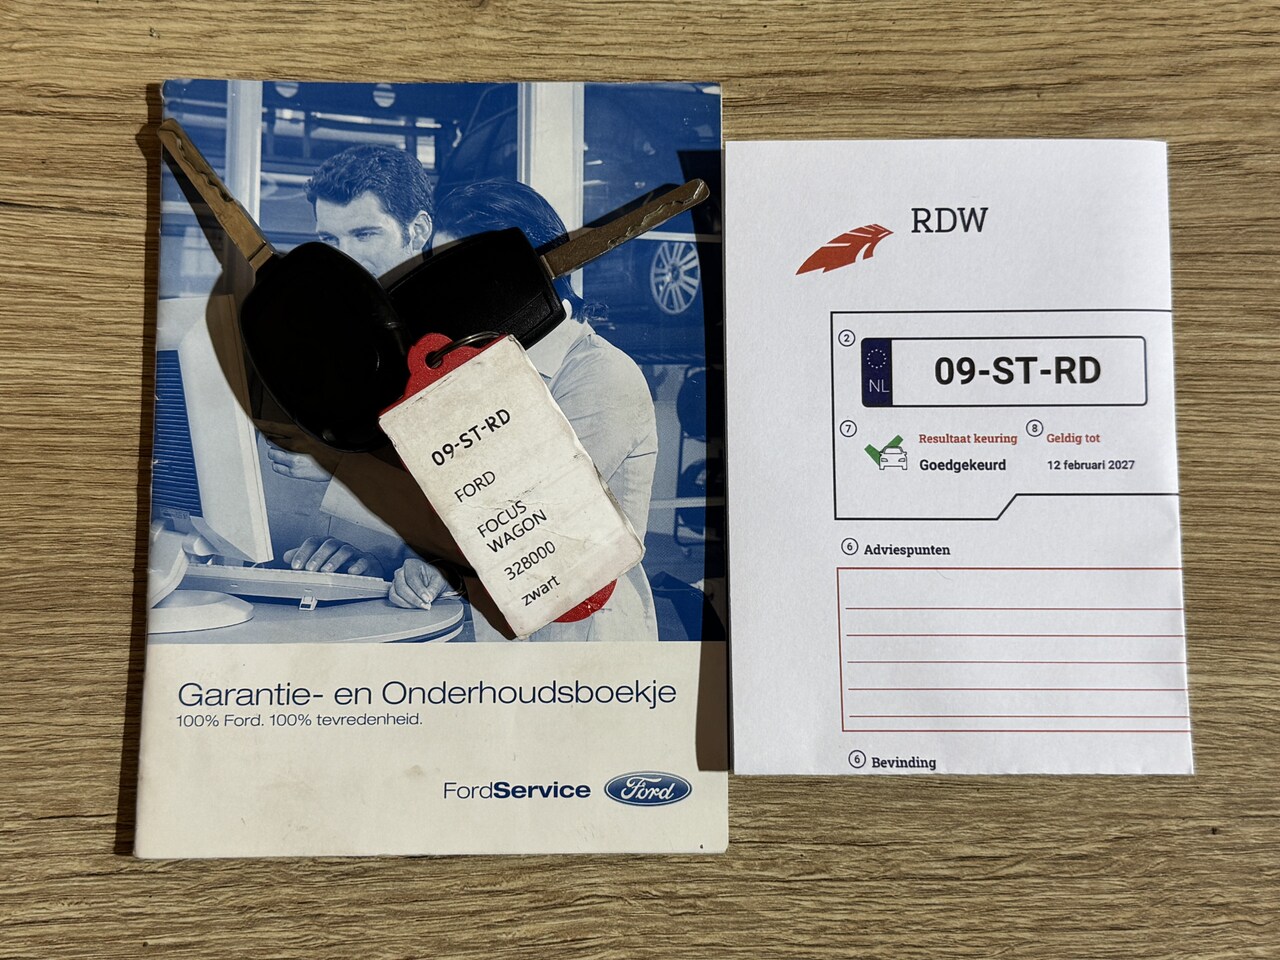 09-ST-RD
FORD
FOCUS
WAGON
328000
zwart
Garantie- en Onderhoudsboekje
100% Ford. 100% tevredenheid.
FordService Ford
RDW
2
NL 09-ST-RD
7 Resultaat keuring 8 Geldig tot
Goedgekeurd 12 februari 2027
6 Adviespunten
6 Bevinding